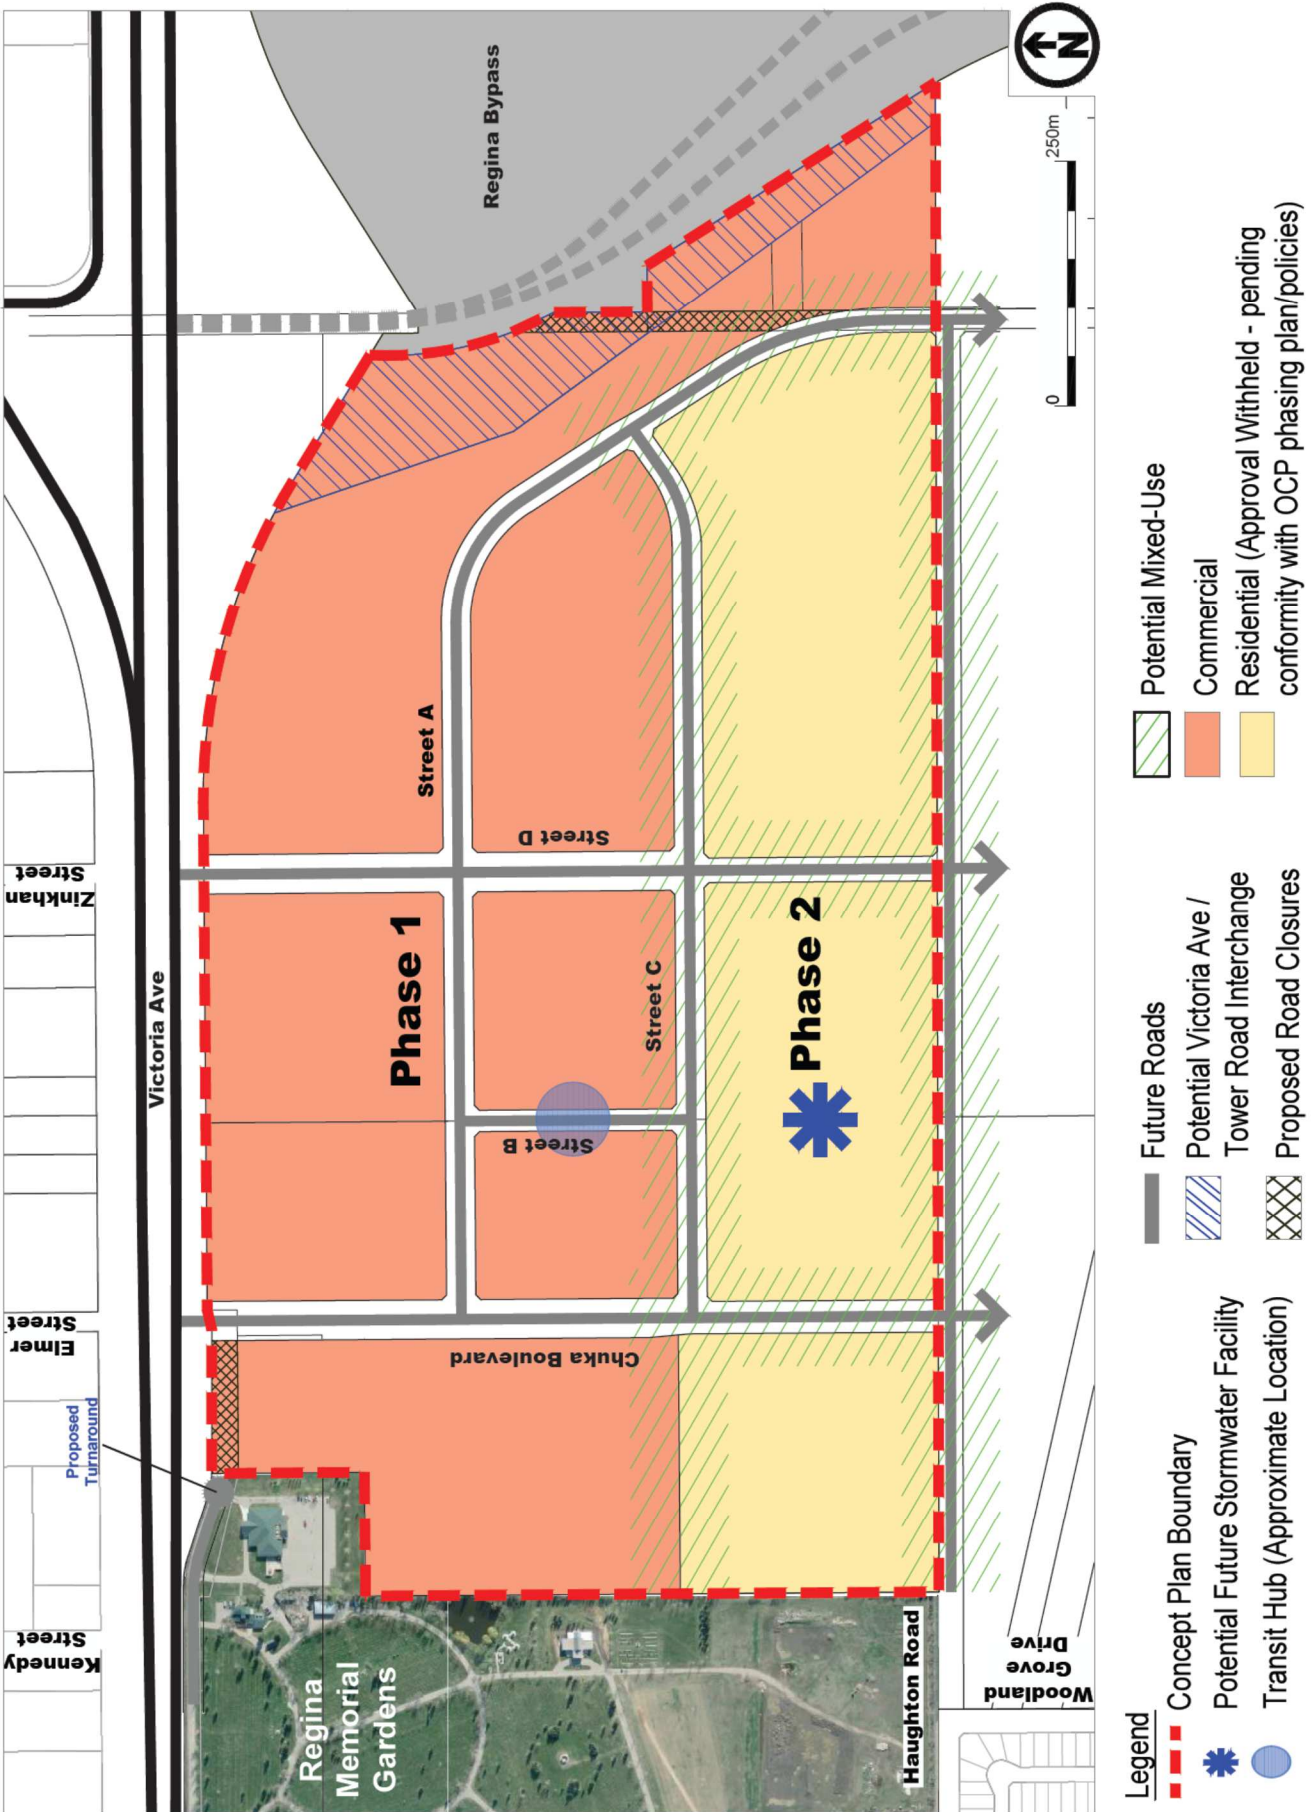 Kennedy
Street
Elmer
Street
Zinkhan
Street
Proposed
Turnaround
Victoria Ave
Regina Bypass
N
Regina
Memorial
Gardens
Phase 1
Street A
Chuka Boulevard
Street B
Street D
Street C
Phase 2
Haughton Road
Woodland
Grove
Drive
0
250m
Legend
Concept Plan Boundary
Potential Future Stormwater Facility
Transit Hub (Approximate Location)
Future Roads
Potential Victoria Ave /
Tower Road Interchange
Proposed Road Closures
Potential Mixed-Use
Commercial
Residential (Approval Withheld - pending
conformity with OCP phasing plan/policies)